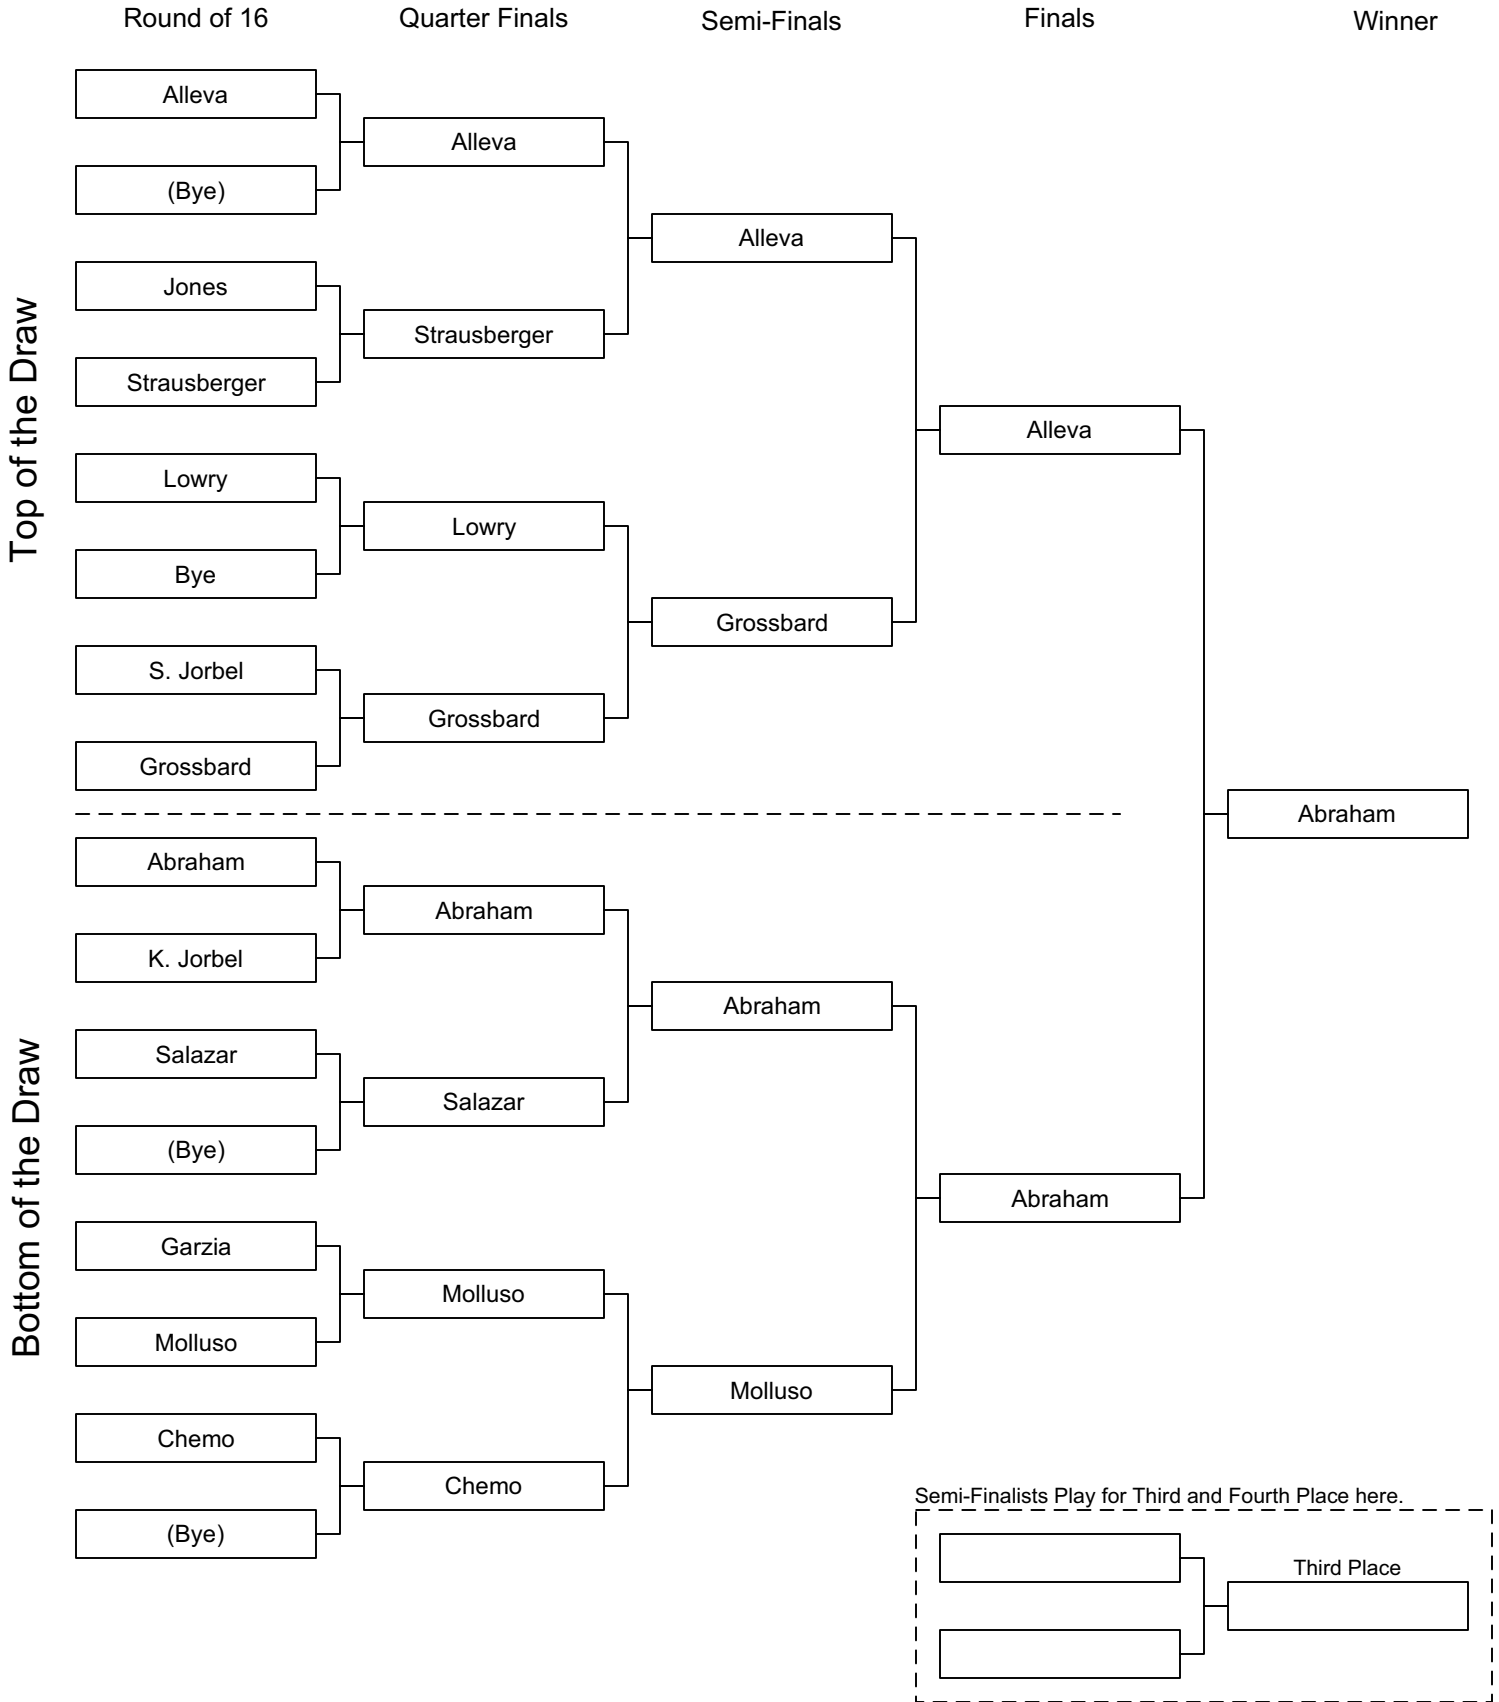 Round of 16
Quarter Finals
Semi-Finals
Finals
Winner
Top of the Draw
Alleva
(Bye)
Jones
Strausberger
Lowry
Bye
S. Jorbel
Grossbard
Bottom of the Draw
Abraham
K. Jorbel
Salazar
(Bye)
Garzia
Molluso
Chemo
(Bye)
Alleva
Strausberger
Lowry
Grossbard
Abraham
Salazar
Molluso
Chemo
Alleva
Grossbard
Abraham
Molluso
Alleva
Abraham
Abraham
Semi-Finalists Play for Third and Fourth Place here.
Third Place